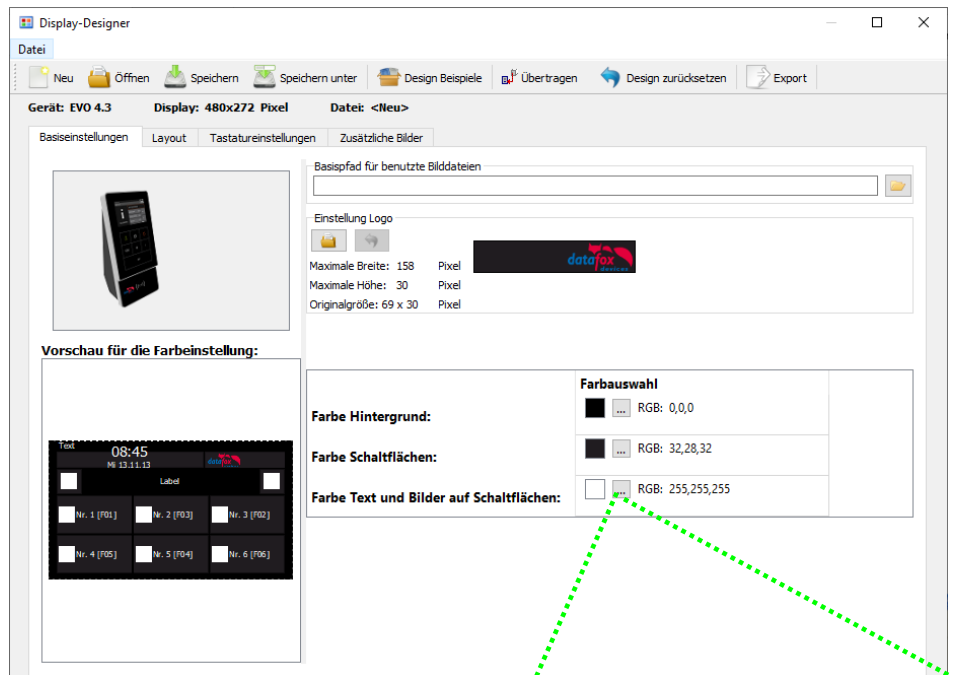 Display-Designer
Datei
Neu Öffnen Speichern Speichern unter Design Beispiele Übertragen Design zurücksetzen Export
Gerät: EVO 4.3 Display: 480x272 Pixel Datei: <Neu>
Basiseinstellungen Layout Tastatureinstellungen Zusätzliche Bilder
Basispfad für benutzte Bilddateien
Einstellung Logo
datafox
devices
Maximale Breite: 158 Pixel
Maximale Höhe: 30 Pixel
Originalgröße: 69 x 30 Pixel
Vorschau für die Farbeinstellung:
Text
08:45
Mi 13.11.13
datafox
Label
Nr. 1 [F01] Nr. 2 [F03] Nr. 3 [F02]
Nr. 4 [F05] Nr. 5 [F04] Nr. 6 [F06]
Farbauswahl
Farbe Hintergrund: ... RGB: 0,0,0
Farbe Schaltflächen: ... RGB: 32,28,32
Farbe Text und Bilder auf Schaltflächen: ... RGB: 255,255,255